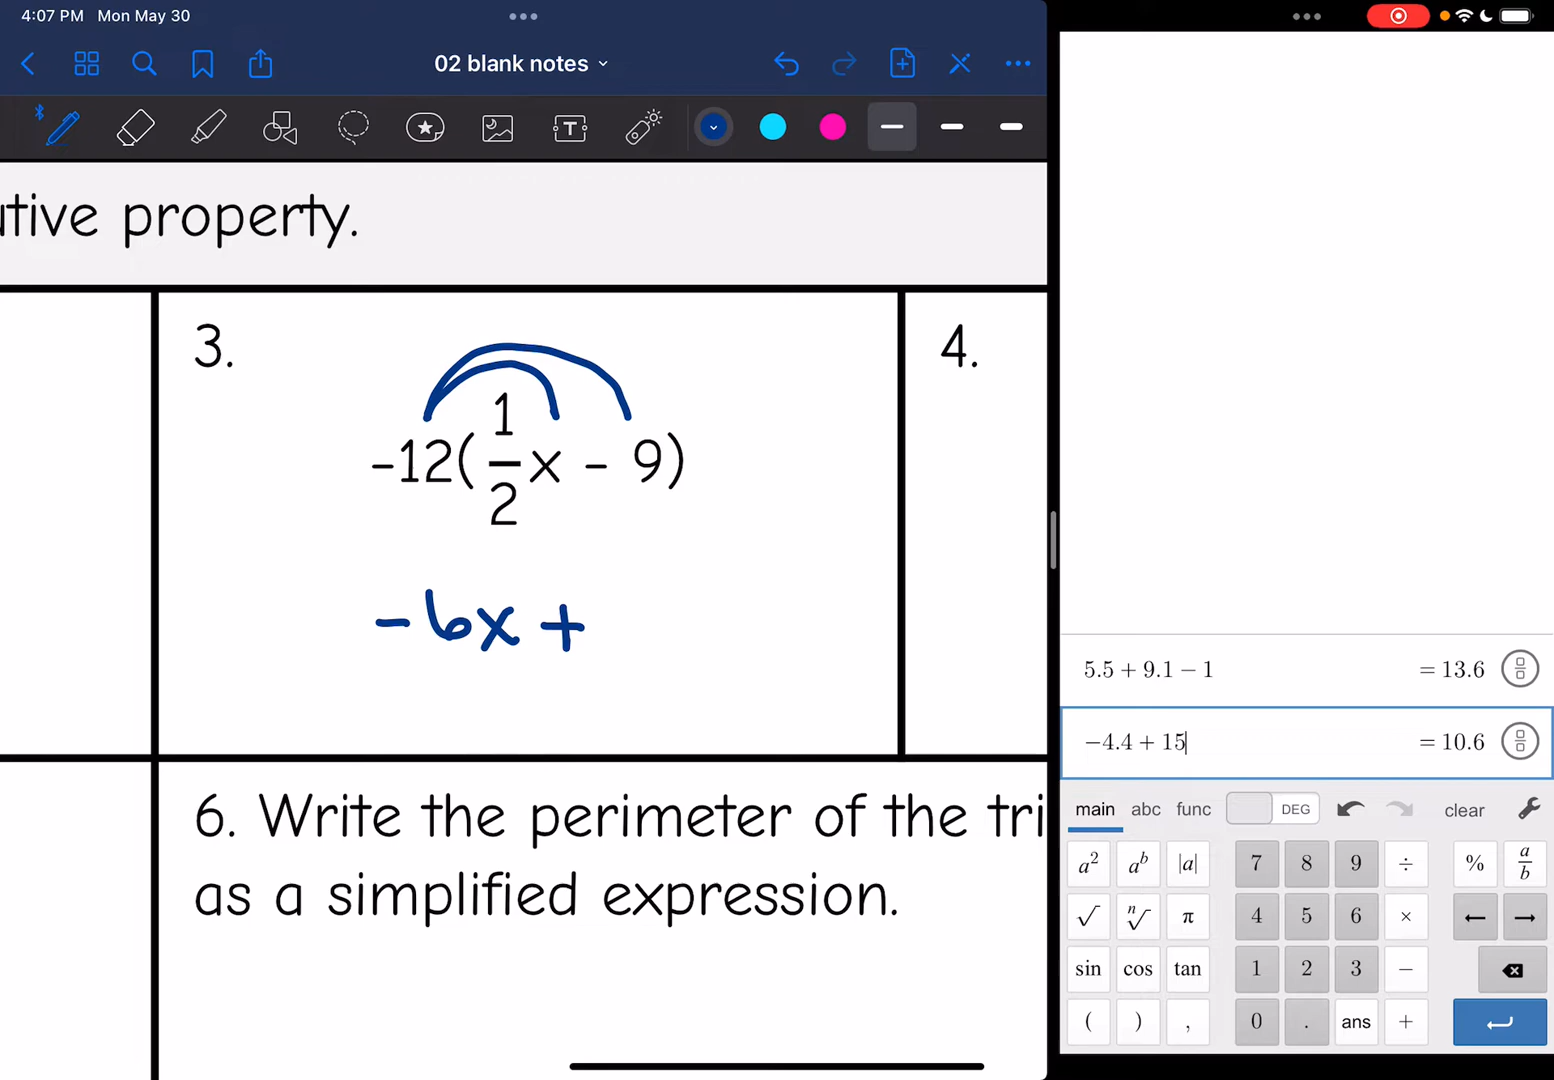 4:07 PM Mon May 30
02 blank notes
T
utive property.
3.
4.
-12(1/2x - 9)
-6x +
6. Write the perimeter of the tri
as a simplified expression.
5.5 + 9.1 − 1 = 13.6
−4.4 + 15 = 10.6
main abc func DEG clear
a² aᵇ |a| 7 8 9 ÷ % a/b
√ ⁿ√ π 4 5 6 × ← →
sin cos tan 1 2 3 −
( ) , 0 . ans +